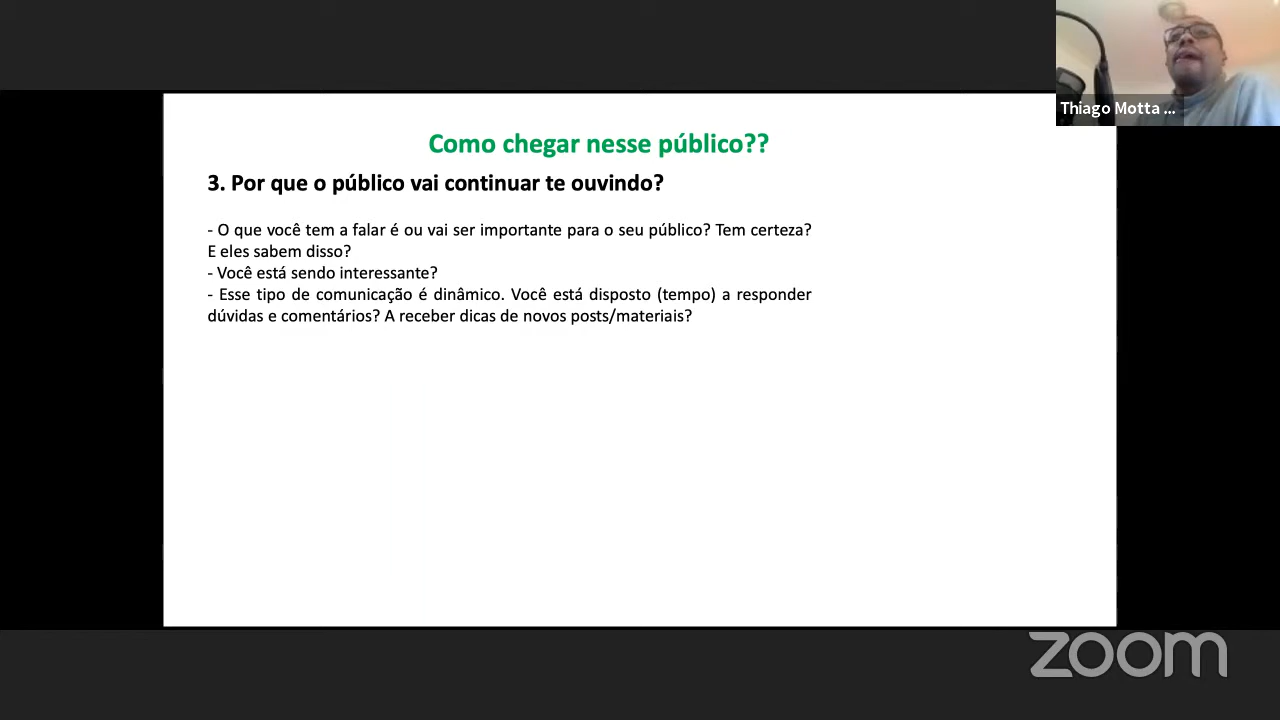 Thiago Motta ...
Como chegar nesse público??
3. Por que o público vai continuar te ouvindo?
- O que você tem a falar é ou vai ser importante para o seu público? Tem certeza?
E eles sabem disso?
- Você está sendo interessante?
- Esse tipo de comunicação é dinâmico. Você está disposto (tempo) a responder
dúvidas e comentários? A receber dicas de novos posts/materiais?
zoom